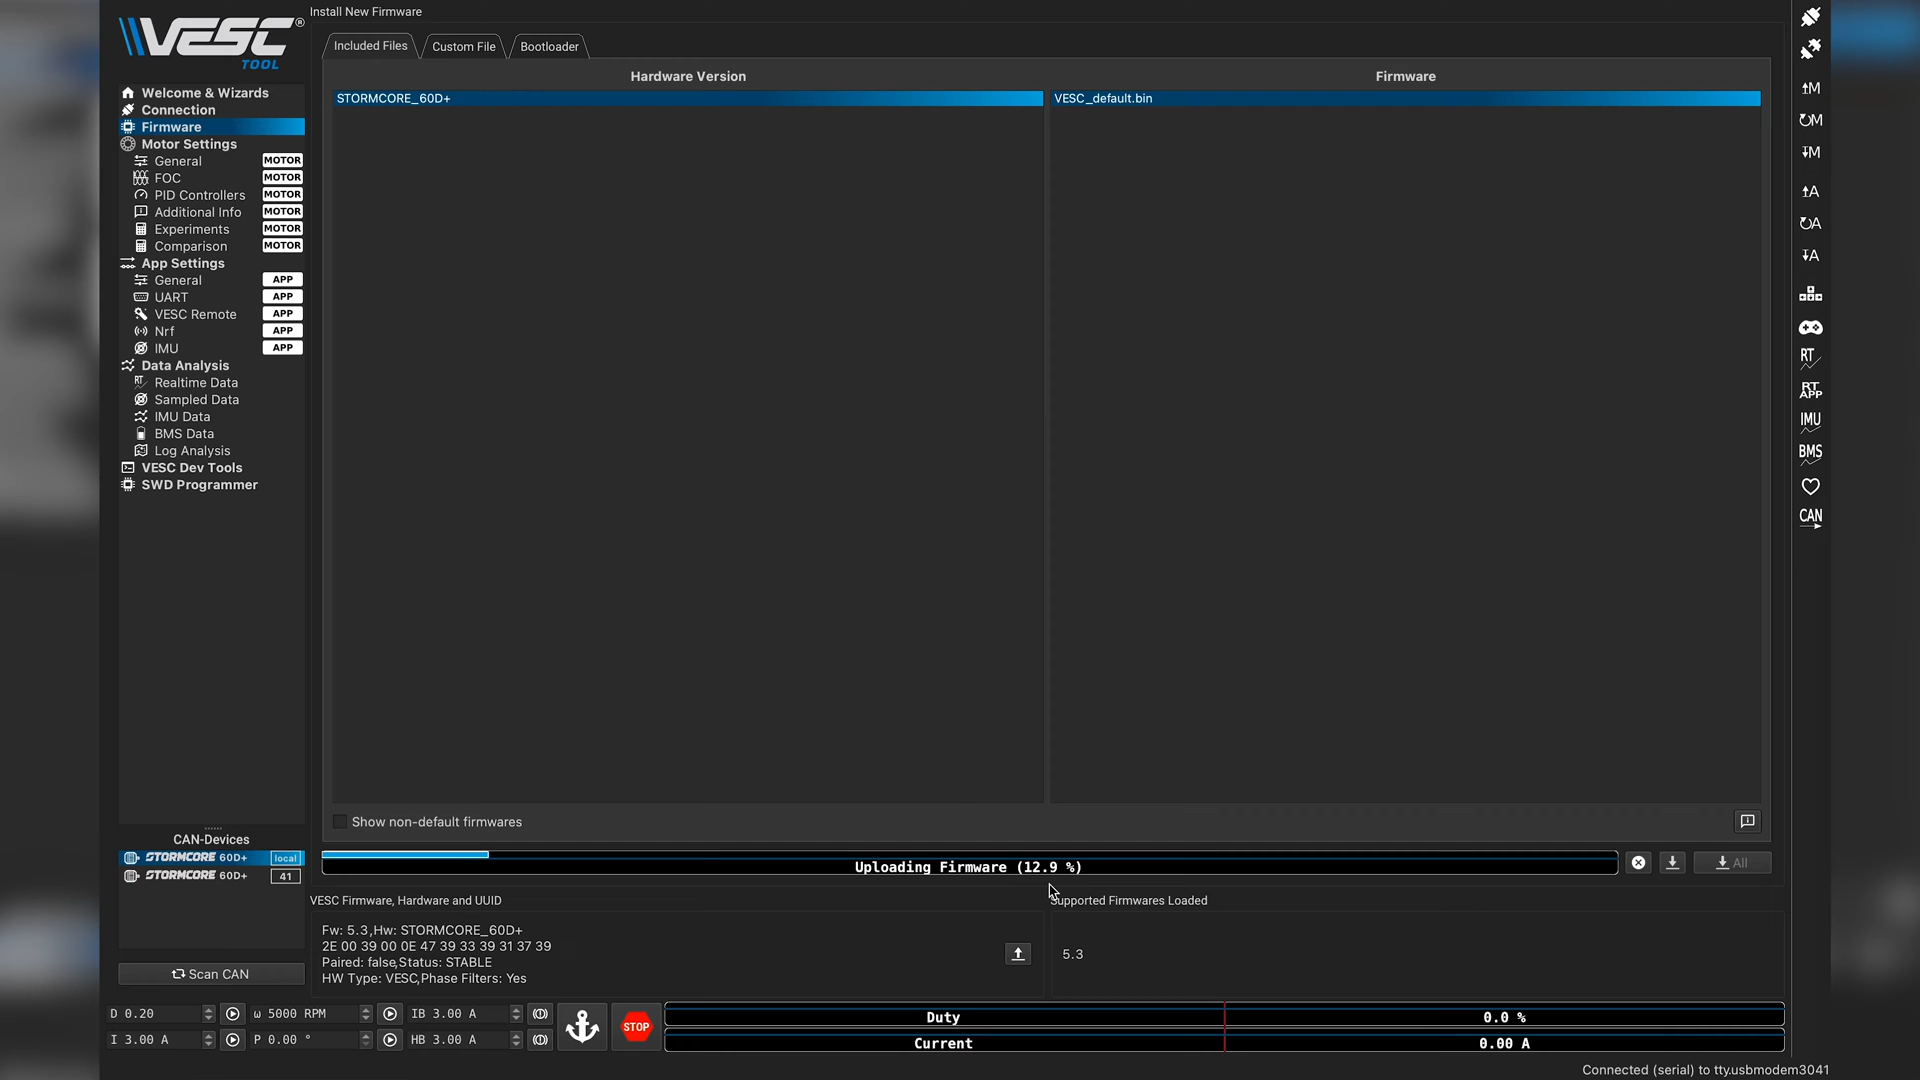 Install New Firmware
VESC®
TOOL
Included Files
Custom File
Bootloader
Hardware Version
Firmware
STORMCORE_60D+
VESC_default.bin
Welcome & Wizards
Connection
Firmware
Motor Settings
General MOTOR
FOC MOTOR
PID Controllers MOTOR
Additional Info MOTOR
Experiments MOTOR
Comparison MOTOR
App Settings
General APP
UART APP
VESC Remote APP
Nrf APP
IMU APP
Data Analysis
RT Realtime Data
Sampled Data
IMU Data
BMS Data
Log Analysis
VESC Dev Tools
SWD Programmer
M
M
M
A
A
A
RT
RT
APP
IMU
BMS
CAN
Show non-default firmwares
CAN-Devices
STORMCORE 60D+ local
STORMCORE 60D+ 41
Scan CAN
Uploading Firmware (12.9 %)
All
VESC Firmware, Hardware and UUID
Fw: 5.3,Hw: STORMCORE_60D+
2E 00 39 00 0E 47 39 33 39 31 37 39
Paired: false,Status: STABLE
HW Type: VESC,Phase Filters: Yes
Supported Firmwares Loaded
5.3
D 0.20
ω 5000 RPM
IB 3.00 A
I 3.00 A
P 0.00 °
HB 3.00 A
STOP
Duty 0.0 %
Current 0.00 A
Connected (serial) to tty.usbmodem3041